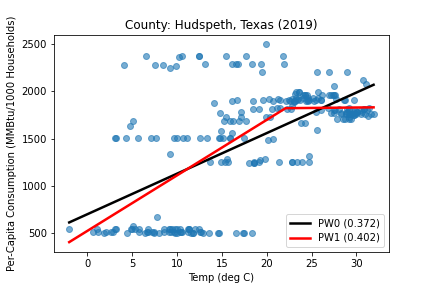 County: Hudspeth, Texas (2019)
Per-Capita Consumption (MMBtu/1000 Households)
2500
2000
1500
1000
500
PW0 (0.372)
PW1 (0.402)
0 5 10 15 20 25 30
Temp (deg C)